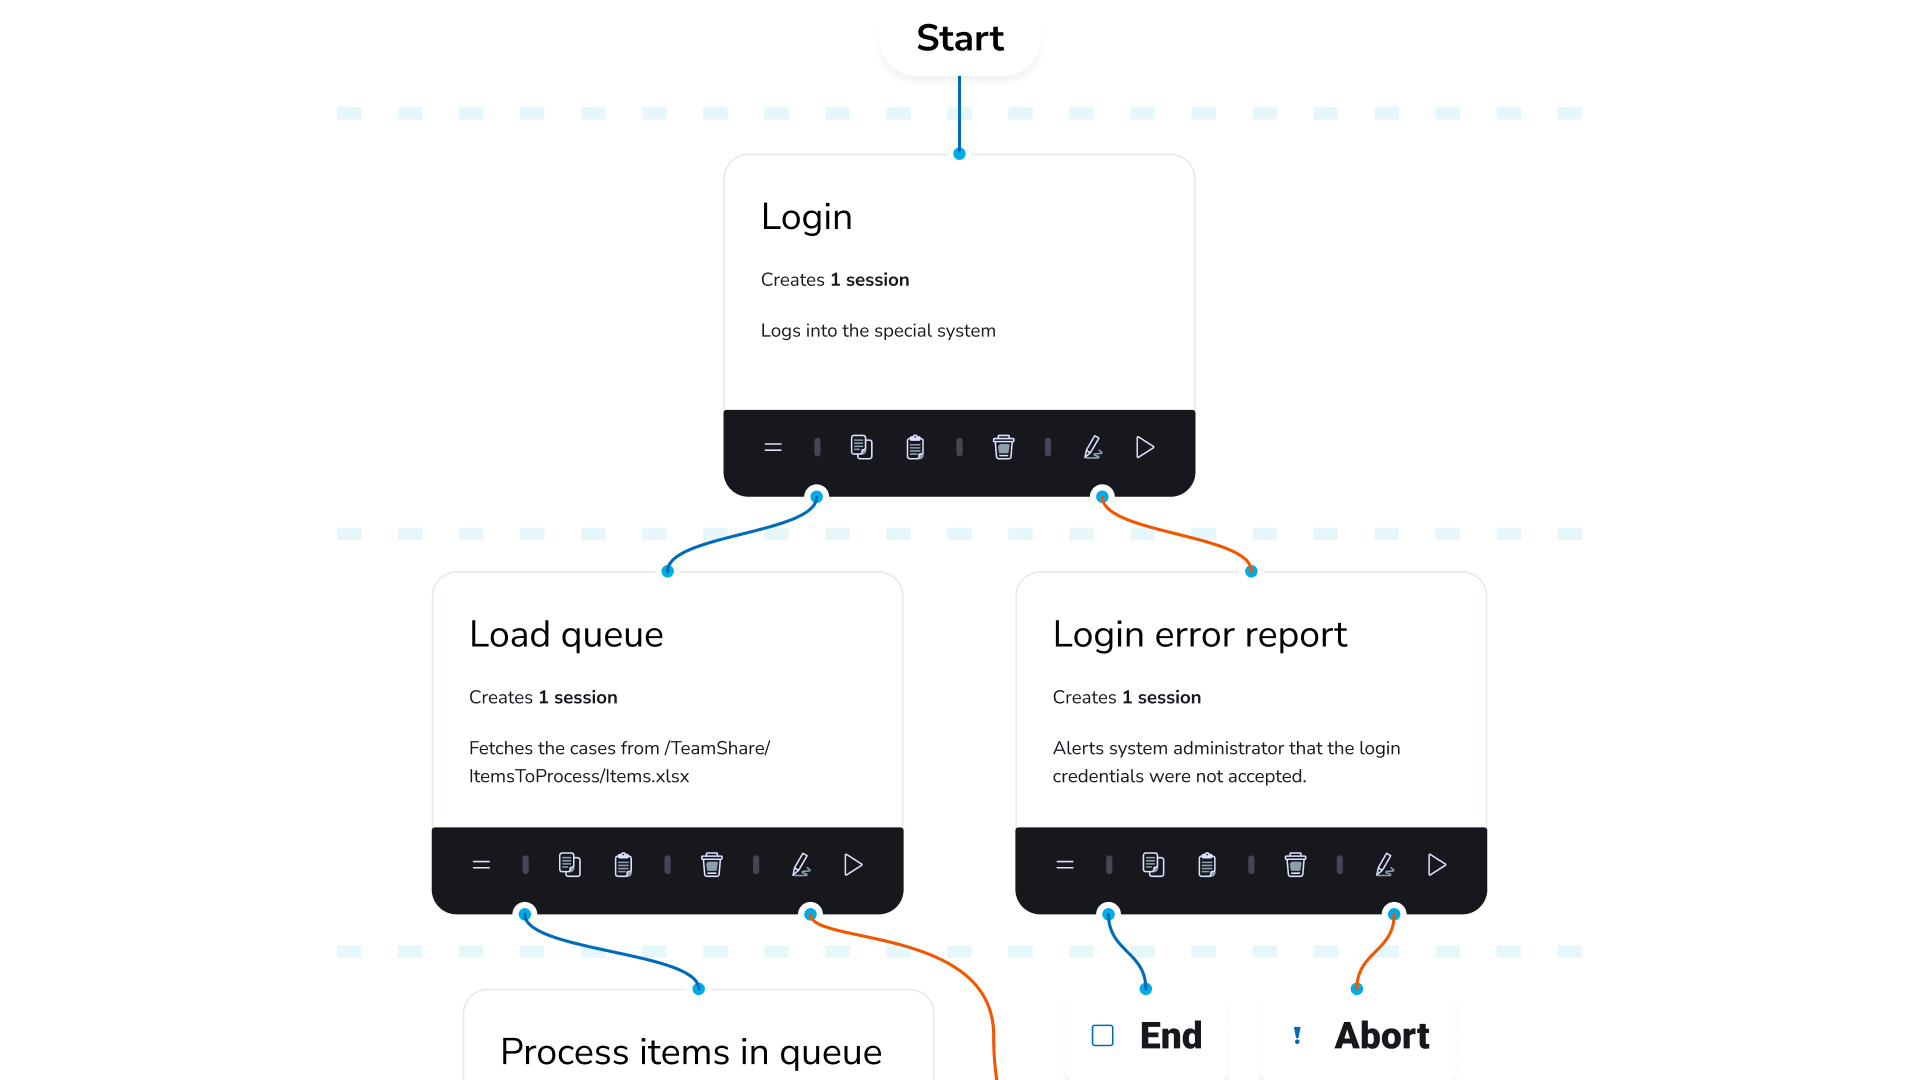 Start
Login
Creates 1 session
Logs into the special system
Load queue
Creates 1 session
Fetches the cases from /TeamShare/
ItemsToProcess/Items.xlsx
Login error report
Creates 1 session
Alerts system administrator that the login
credentials were not accepted.
Process items in queue
End
Abort